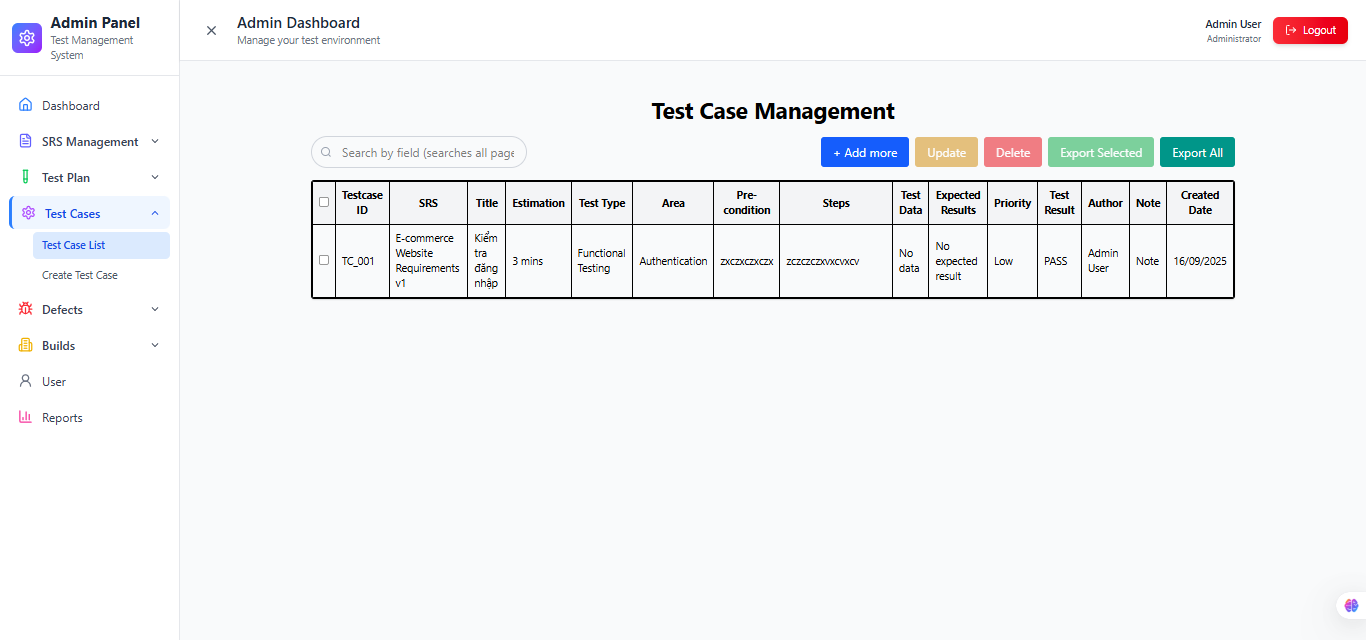 Admin Panel
Test Management
System
Admin Dashboard
Manage your test environment
Admin User
Administrator
Logout
Dashboard
SRS Management
Test Plan
Test Cases
Test Case List
Create Test Case
Defects
Builds
User
Reports
Test Case Management
Search by field (searches all page
+ Add more
Update
Delete
Export Selected
Export All
Testcase
ID
SRS
Title
Estimation
Test Type
Area
Pre-
condition
Steps
Test
Data
Expected
Results
Priority
Test
Result
Author
Note
Created
Date
TC_001
E-commerce
Website
Requirements
v1
Kiểm
tra
đăng
nhập
3 mins
Functional
Testing
Authentication
zxczxczxczx
zczczczxvxcvxcv
No
data
No
expected
result
Low
PASS
Admin
User
Note
16/09/2025